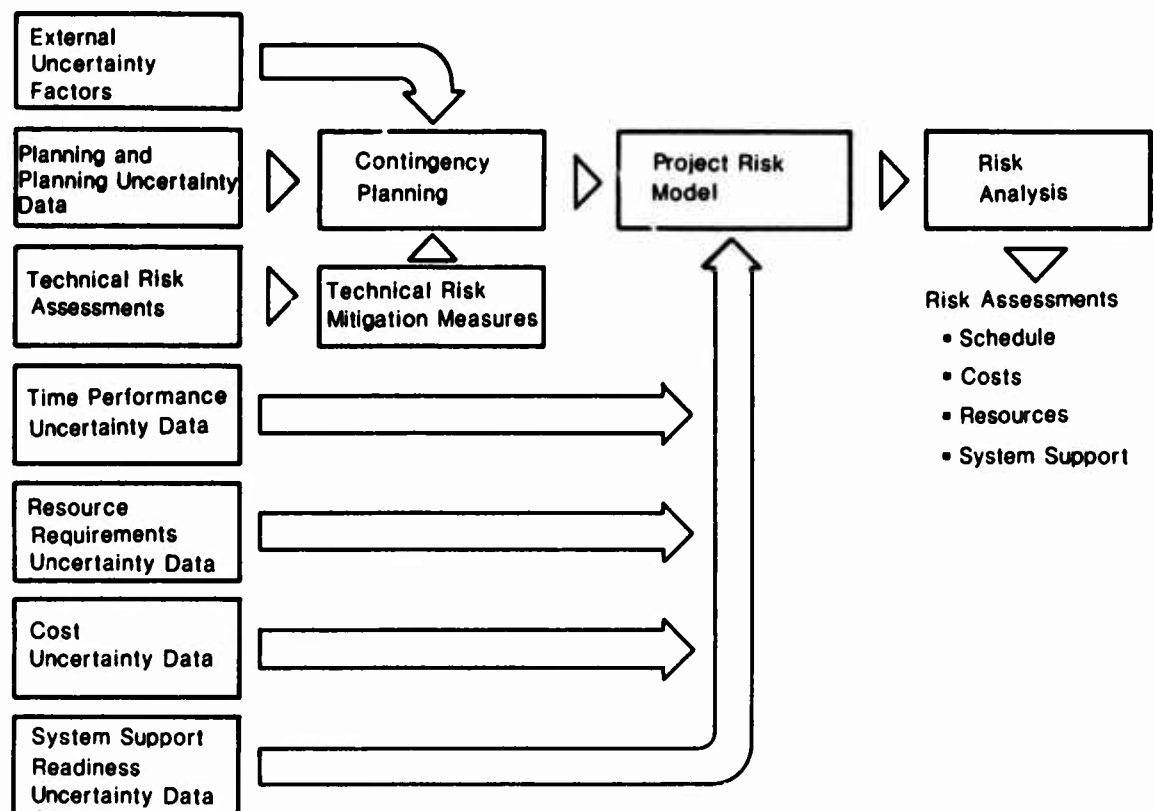 External
Uncertainty
Factors
Planning and
Planning Uncertainty
Data
Contingency
Planning
Project Risk
Model
Risk
Analysis
Technical Risk
Assessments
Technical Risk
Mitigation Measures
Risk Assessments
▪ Schedule
▪ Costs
▪ Resources
▪ System Support
Time Performance
Uncertainty Data
Resource
Requirements
Uncertainty Data
Cost
Uncertainty Data
System Support
Readiness
Uncertainty Data